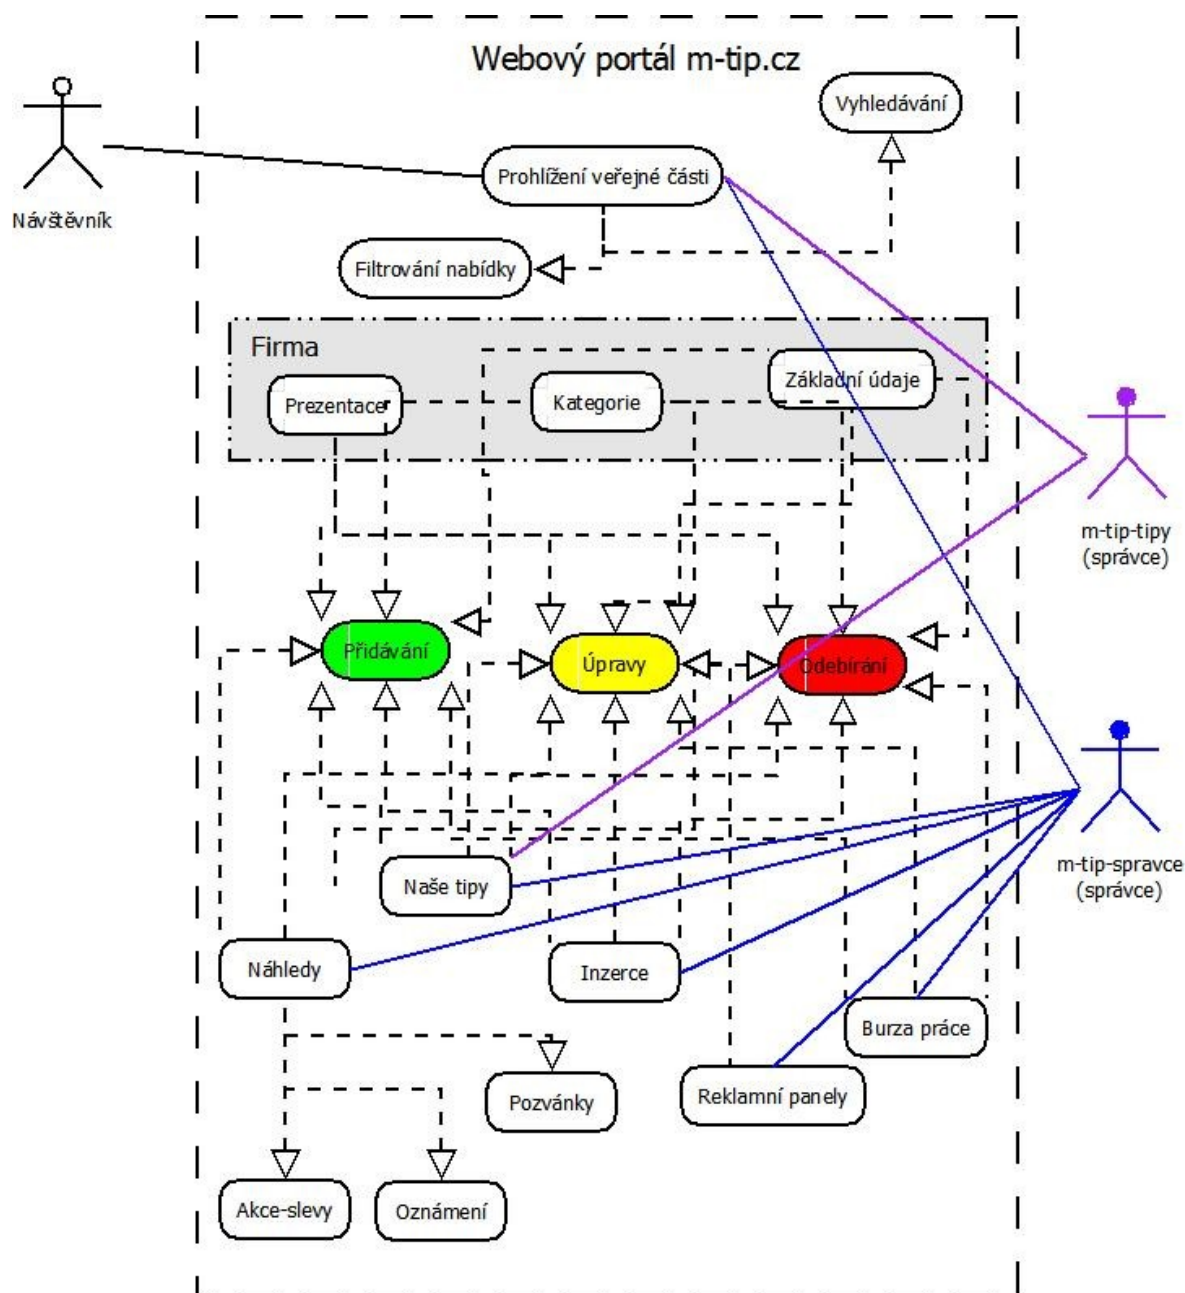 Webový portál m-tip.cz
Vyhledávání
Prohlížení veřejné části
Návštěvník
Filtrování nabídky
Firma
Prezentace
Kategorie
Základní údaje
m-tip-tipy
(správce)
Přidávání
Úpravy
Odebírání
m-tip-spravce
(správce)
Naše tipy
Náhledy
Inzerce
Burza práce
Reklamní panely
Pozvánky
Akce-slevy
Oznámení